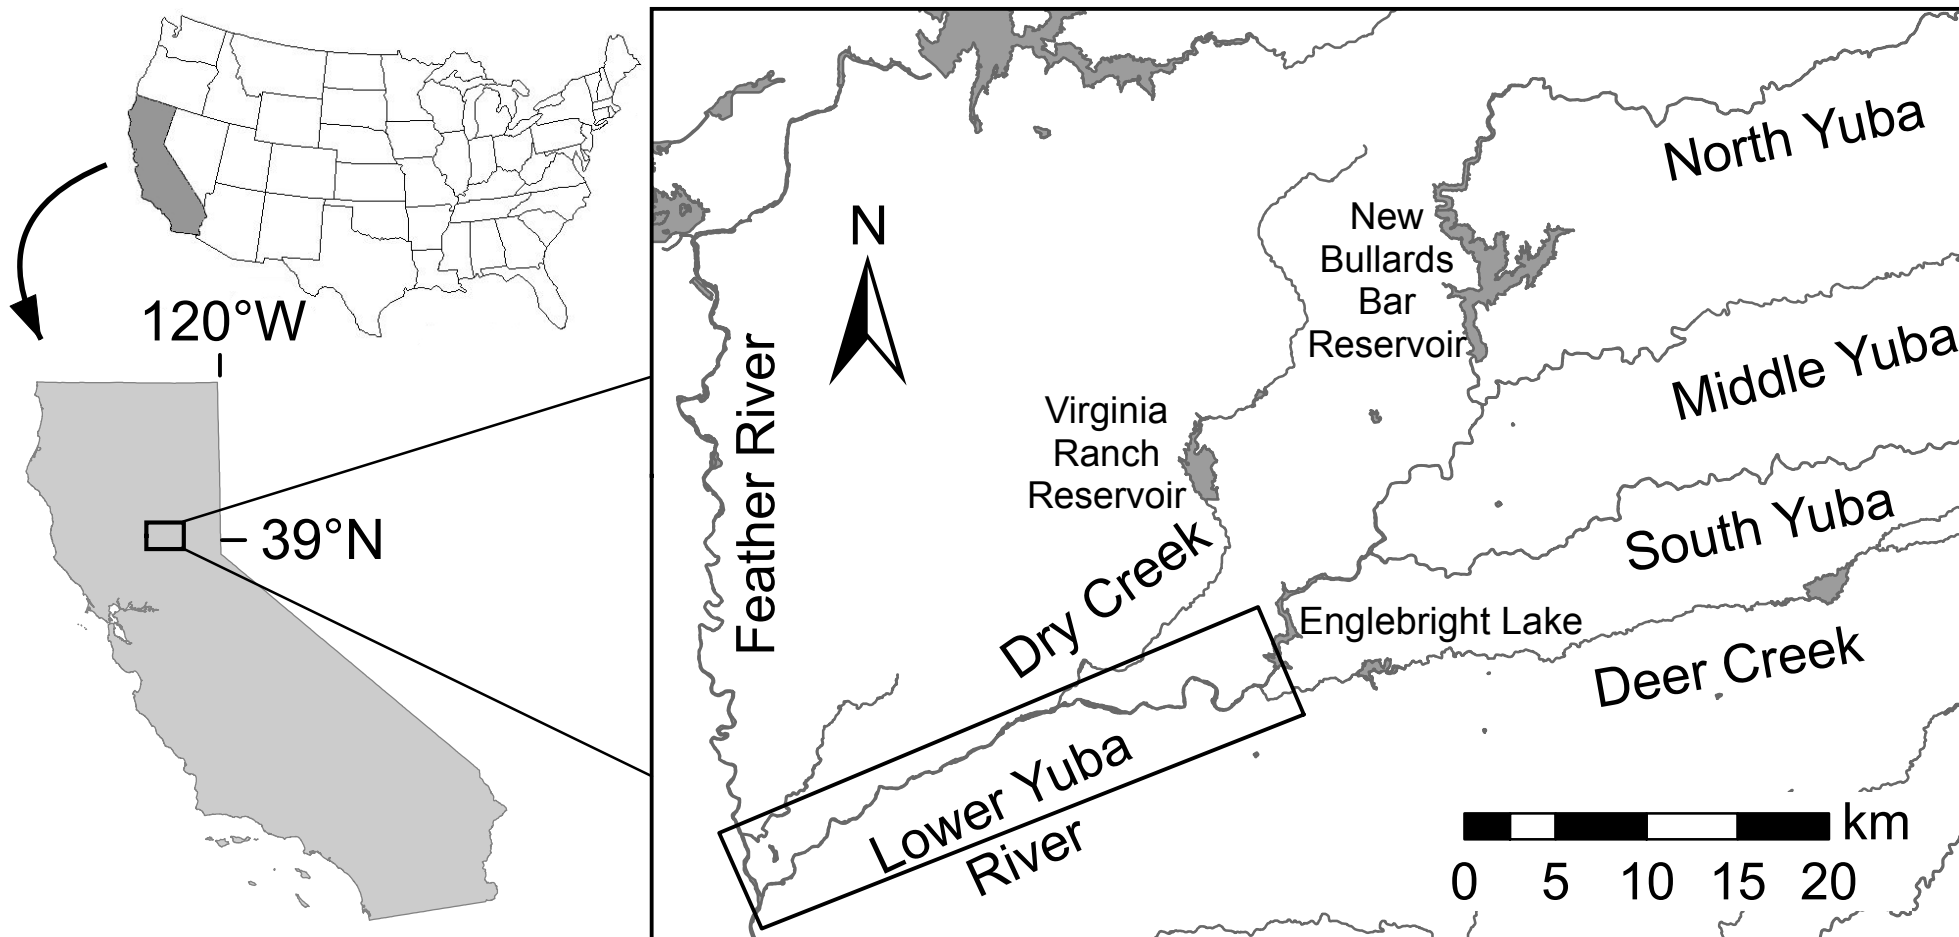 120°W
39°N
N
North Yuba
New
Bullards
Bar
Reservoir
Middle Yuba
Feather River
Virginia
Ranch
Reservoir
South Yuba
Dry Creek
Englebright Lake
Deer Creek
Lower Yuba
River
km
0 5 10 15 20